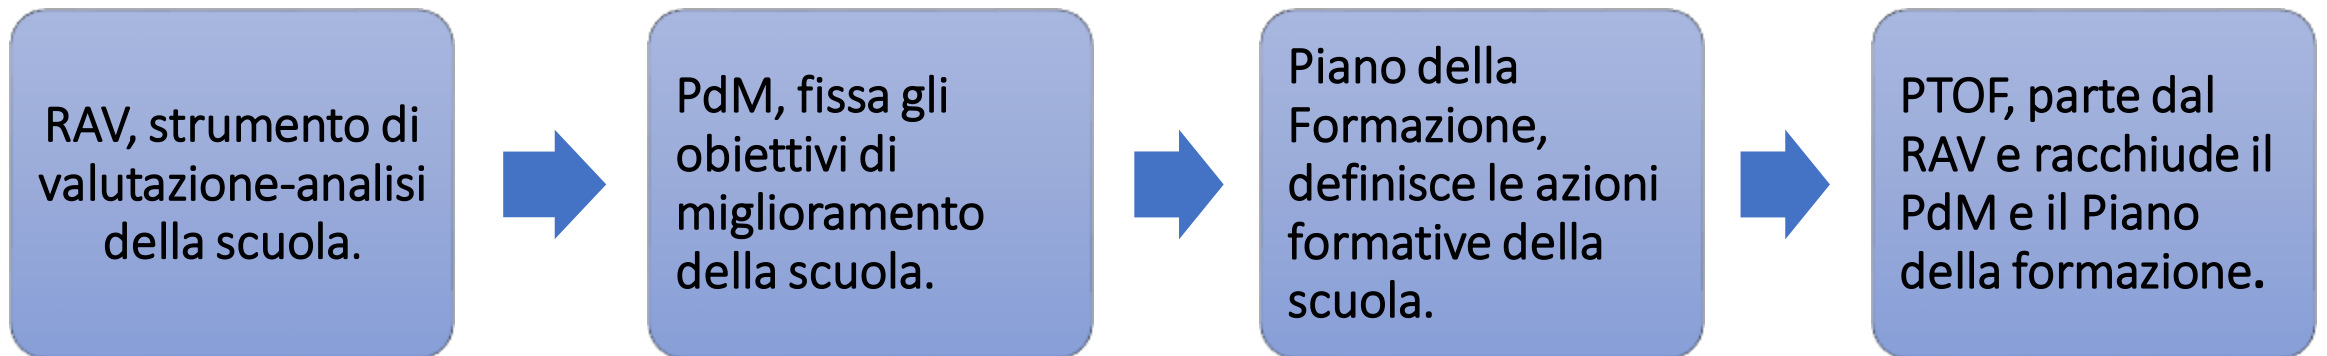 RAV, strumento di
valutazione-analisi
della scuola.
PdM, fissa gli
obiettivi di
miglioramento
della scuola.
Piano della
Formazione,
definisce le azioni
formative della
scuola.
PTOF, parte dal
RAV e racchiude il
PdM e il Piano
della formazione.